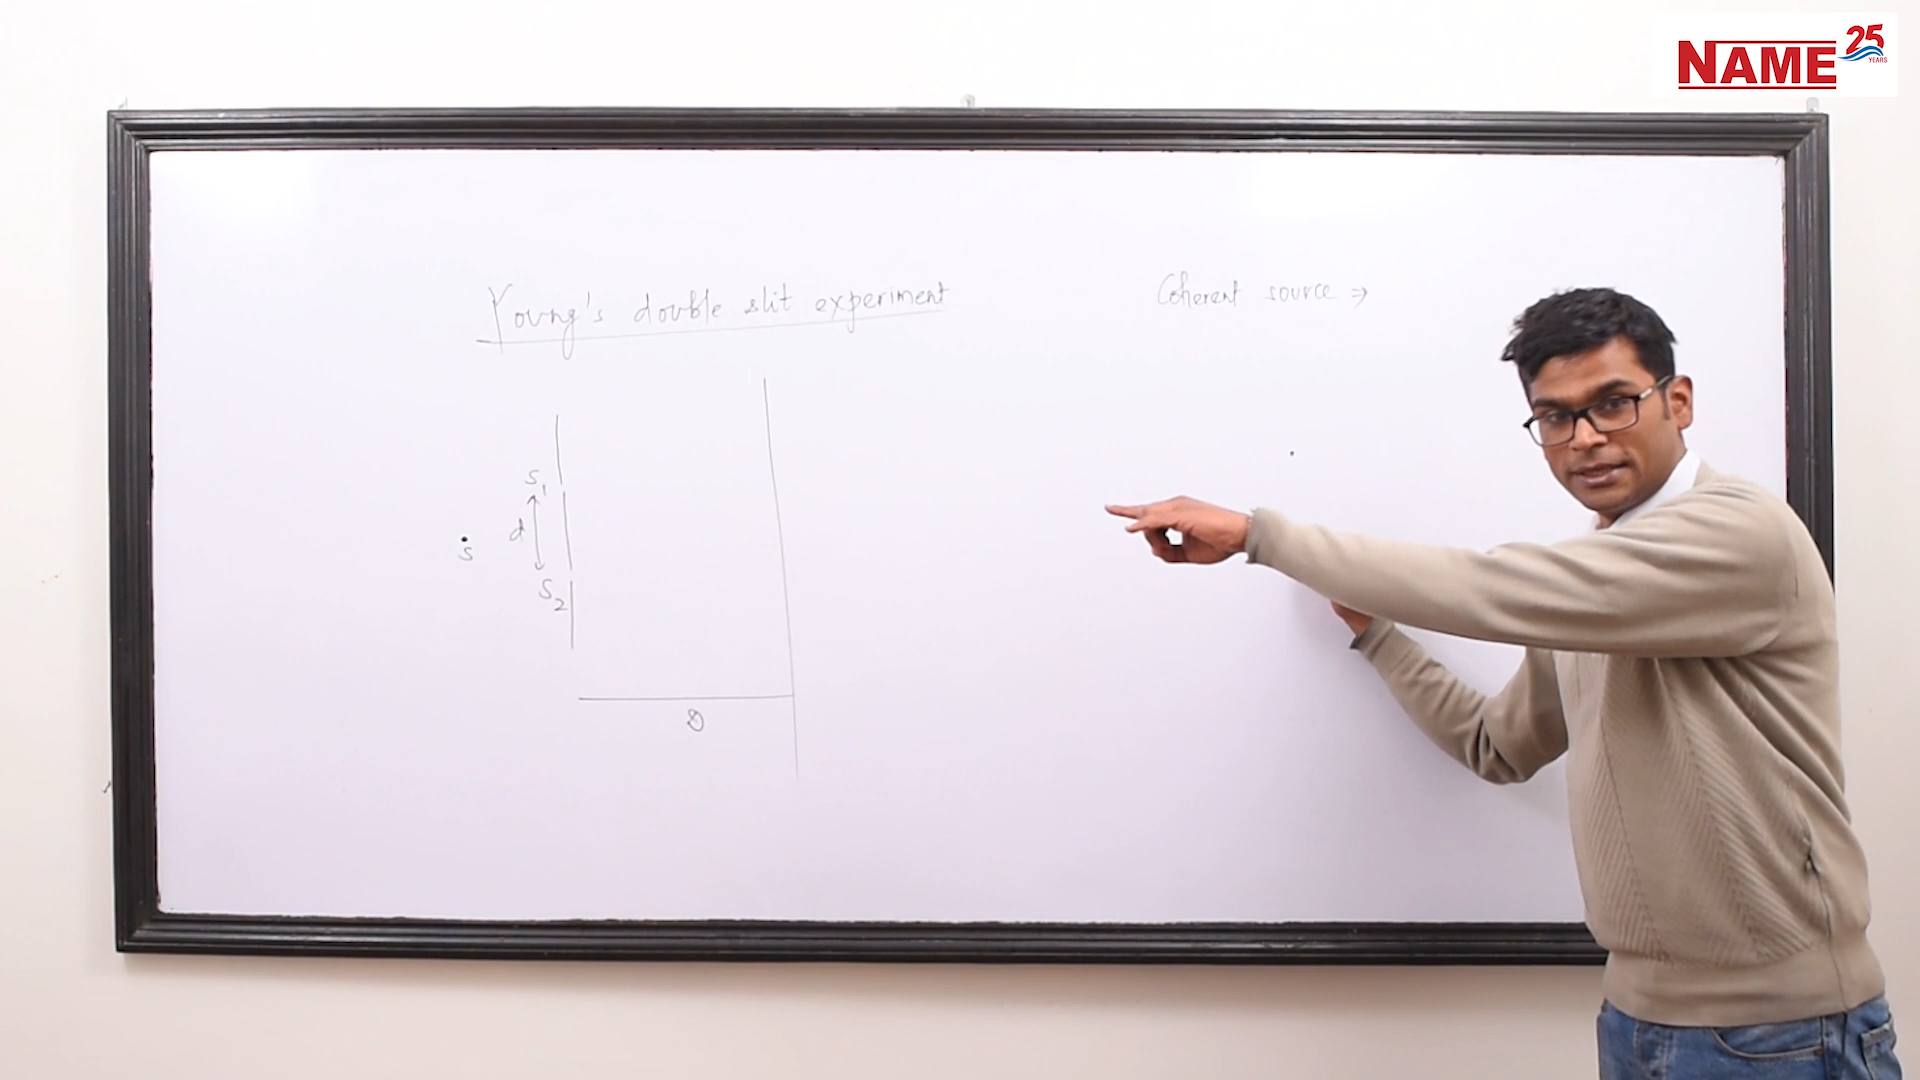 NAME 25 YEARS
Young's double slit experiment
Coherent source →
S1
d
S
S2
D